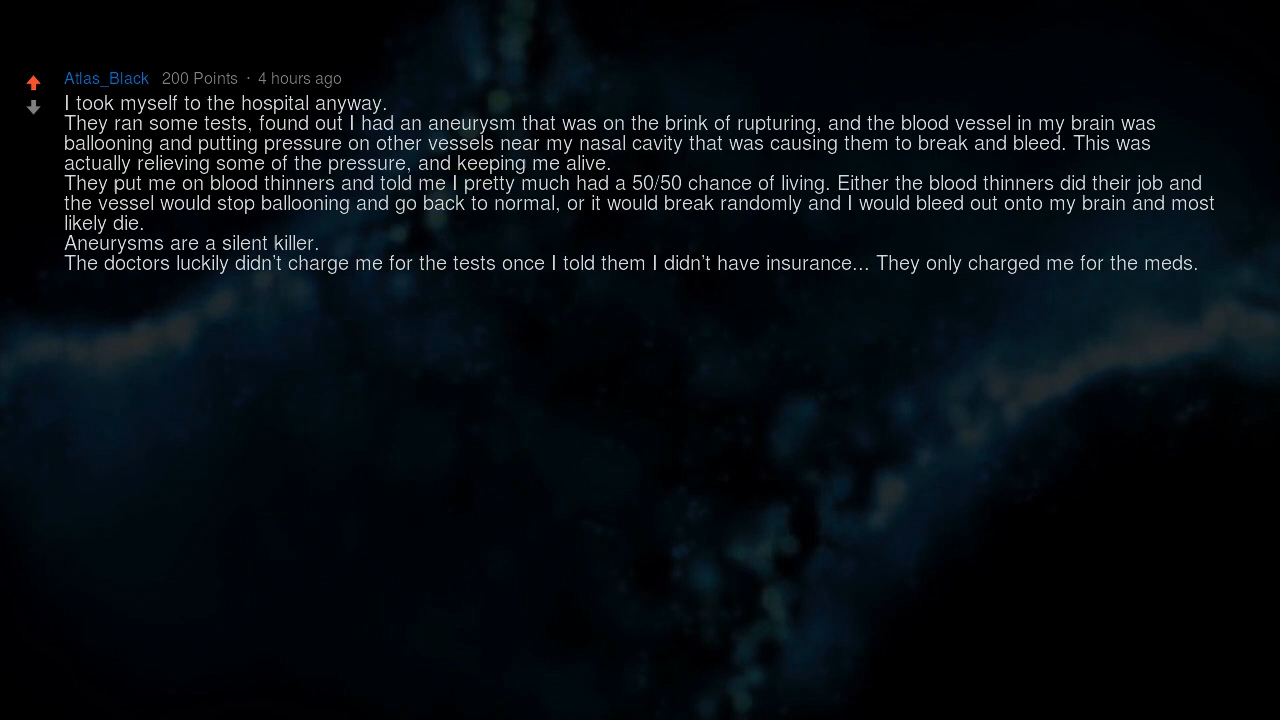 Atlas_Black 200 Points · 4 hours ago
I took myself to the hospital anyway.
They ran some tests, found out I had an aneurysm that was on the brink of rupturing, and the blood vessel in my brain was
ballooning and putting pressure on other vessels near my nasal cavity that was causing them to break and bleed. This was
actually relieving some of the pressure, and keeping me alive.
They put me on blood thinners and told me I pretty much had a 50/50 chance of living. Either the blood thinners did their job and
the vessel would stop ballooning and go back to normal, or it would break randomly and I would bleed out onto my brain and most
likely die.
Aneurysms are a silent killer.
The doctors luckily didn’t charge me for the tests once I told them I didn’t have insurance... They only charged me for the meds.